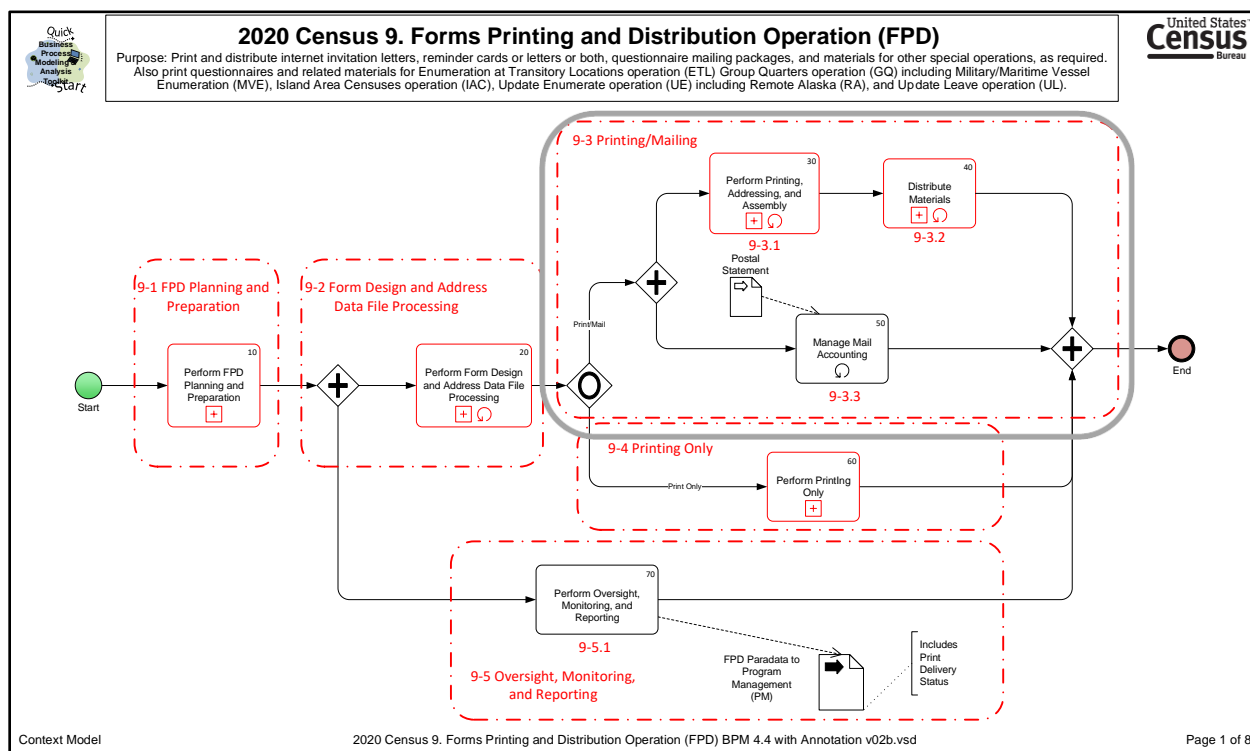 Quick
Business
Process
Modeling &
Analysis
Toolkit
Start
2020 Census 9. Forms Printing and Distribution Operation (FPD)
Purpose: Print and distribute internet invitation letters, reminder cards or letters or both, questionnaire mailing packages, and materials for other special operations, as required.
Also print questionnaires and related materials for Enumeration at Transitory Locations operation (ETL) Group Quarters operation (GQ) including Military/Maritime Vessel
Enumeration (MVE), Island Area Censuses operation (IAC), Update Enumerate operation (UE) including Remote Alaska (RA), and Update Leave operation (UL).
United States
Census
Bureau
9-3 Printing/Mailing
30
Perform Printing,
Addressing, and
Assembly
9-3.1
40
Distribute
Materials
9-3.2
Postal
Statement
50
Manage Mail
Accounting
9-3.3
9-1 FPD Planning and
Preparation
10
Perform FPD
Planning and
Preparation
Start
9-2 Form Design and Address
Data File Processing
20
Perform Form Design
and Address Data File
Processing
Print/Mail
End
9-4 Printing Only
Print Only
60
Perform Printing
Only
70
Perform Oversight,
Monitoring, and
Reporting
9-5.1
9-5 Oversight, Monitoring,
and Reporting
FPD Paradata to
Program
Management
(PM)
Includes
Print
Delivery
Status
Context Model
2020 Census 9. Forms Printing and Distribution Operation (FPD) BPM 4.4 with Annotation v02b.vsd
Page 1 of 8